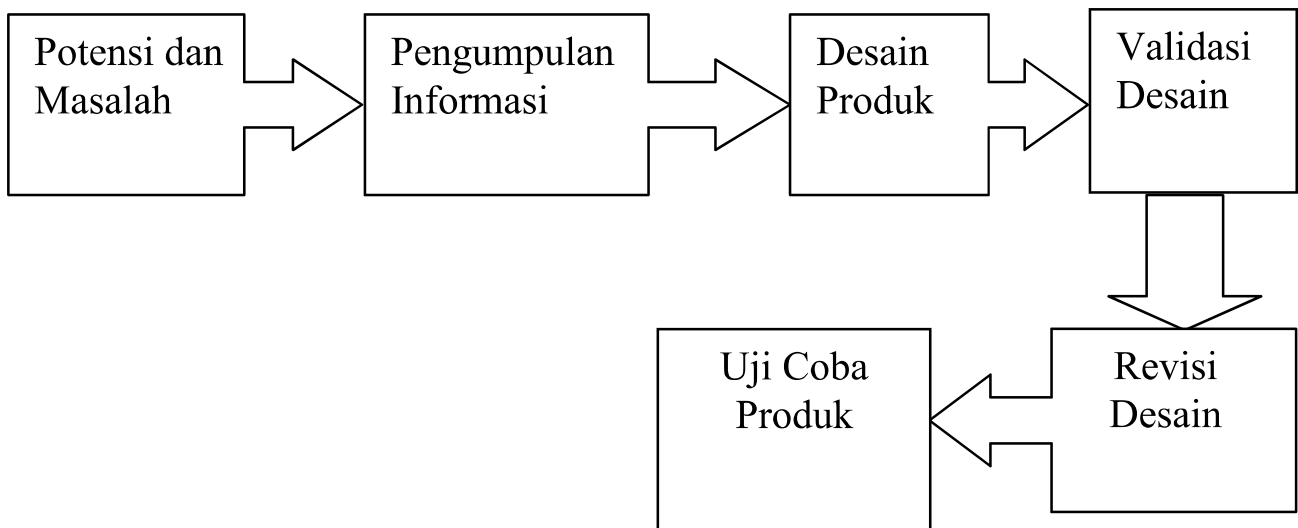 Potensi dan
Masalah
Pengumpulan
Informasi
Desain
Produk
Validasi
Desain
Revisi
Desain
Uji Coba
Produk